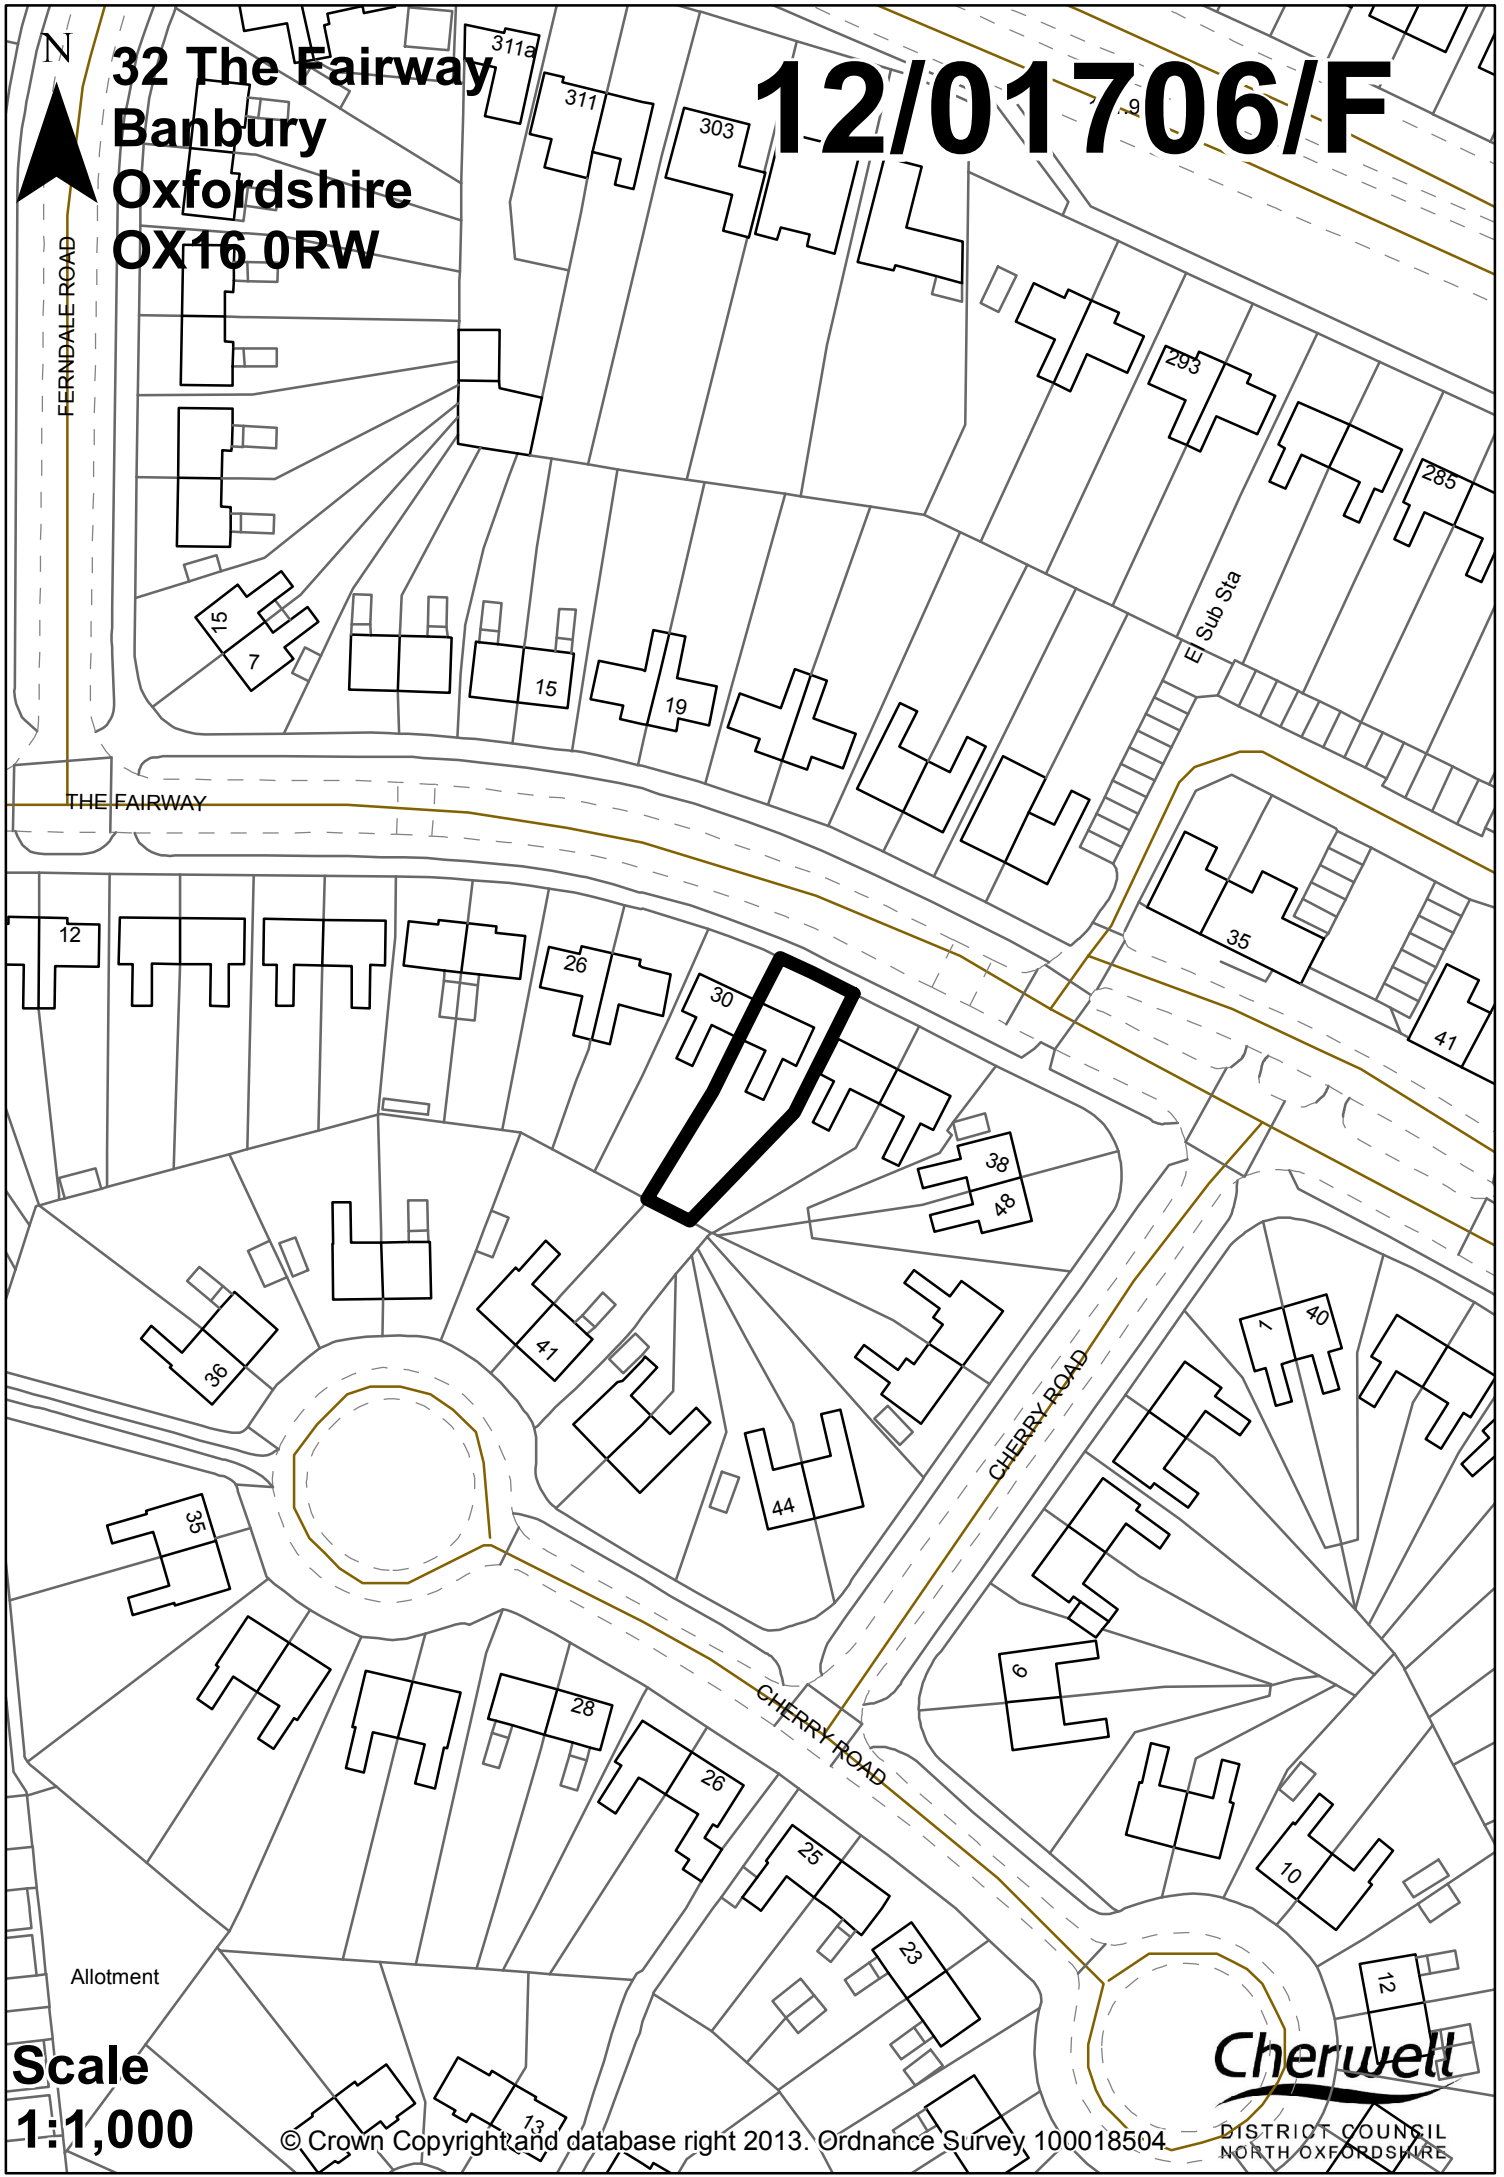 N
32 The Fairway
Banbury
Oxfordshire
OX16 0RW
12/01706/F
311a
311
303
293
285
FERNDALE ROAD
El Sub Sta
15
7
15
19
THE FAIRWAY
12
26
30
35
41
38
48
36
41
44
1
40
CHERRY ROAD
35
28
26
6
CHERRY ROAD
25
10
23
12
Allotment
13
Scale
1:1,000
© Crown Copyright and database right 2013. Ordnance Survey 100018504
Cherwell
DISTRICT COUNCIL
NORTH OXFORDSHIRE